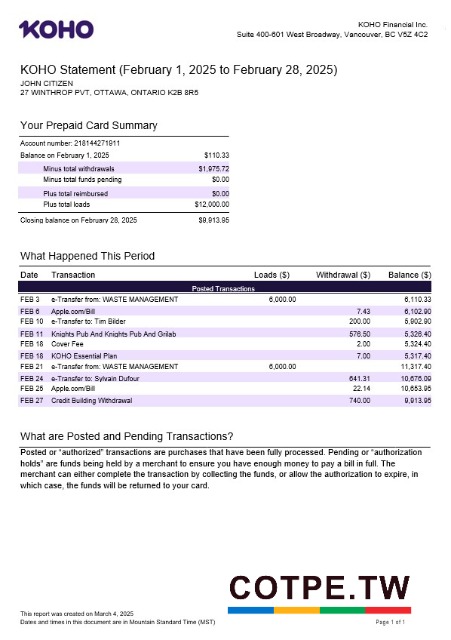 KOHO
KOHO Financial Inc.
Suite 400-601 West Broadway, Vancouver, BC V6Z 4C2
KOHO Statement (February 1, 2025 to February 28, 2025)
JOHN CITIZEN
27 WINTHROP PVT, OTTAWA, ONTARIO K2B 8R6
Your Prepaid Card Summary
Account number: 218144271911
Balance on February 1, 2025 $110.33
Minus total withdrawals $1,975.72
Minus total funds pending $0.00
Plus total reimbursed $0.00
Plus total loads $12,000.00
Closing balance on February 28, 2025 $9,913.95
What Happened This Period
Date Transaction Loads ($) Withdrawal ($) Balance ($)
Posted Transactions
FEB 3 e-Transfer from: WASTE MANAGEMENT 6,000.00 6,110.33
FEB 6 Apple.com/Bill 7.43 6,102.90
FEB 10 e-Transfer to: Tim Bilder 200.00 5,902.90
FEB 11 Knights Pub And Knights Pub And Grilab 576.50 5,326.40
FEB 18 Cover Fee 2.00 5,324.40
FEB 18 KOHO Essential Plan 7.00 5,317.40
FEB 21 e-Transfer from: WASTE MANAGEMENT 6,000.00 11,317.40
FEB 24 e-Transfer to: Sylvain Dufour 641.31 10,676.09
FEB 26 Apple.com/Bill 22.14 10,653.95
FEB 27 Credit Building Withdrawal 740.00 9,913.95
What are Posted and Pending Transactions?
Posted or “authorized” transactions are purchases that have been fully processed. Pending or “authorization
holds” are funds being held by a merchant to ensure you have enough money to pay a bill in full. The
merchant can either complete the transaction by collecting the funds, or allow the authorization to expire, in
which case, the funds will be returned to your card.
COTPE.TW
This report was created on March 4, 2025
Dates and times in this document are in Mountain Standard Time (MST)
Page 1 of 1